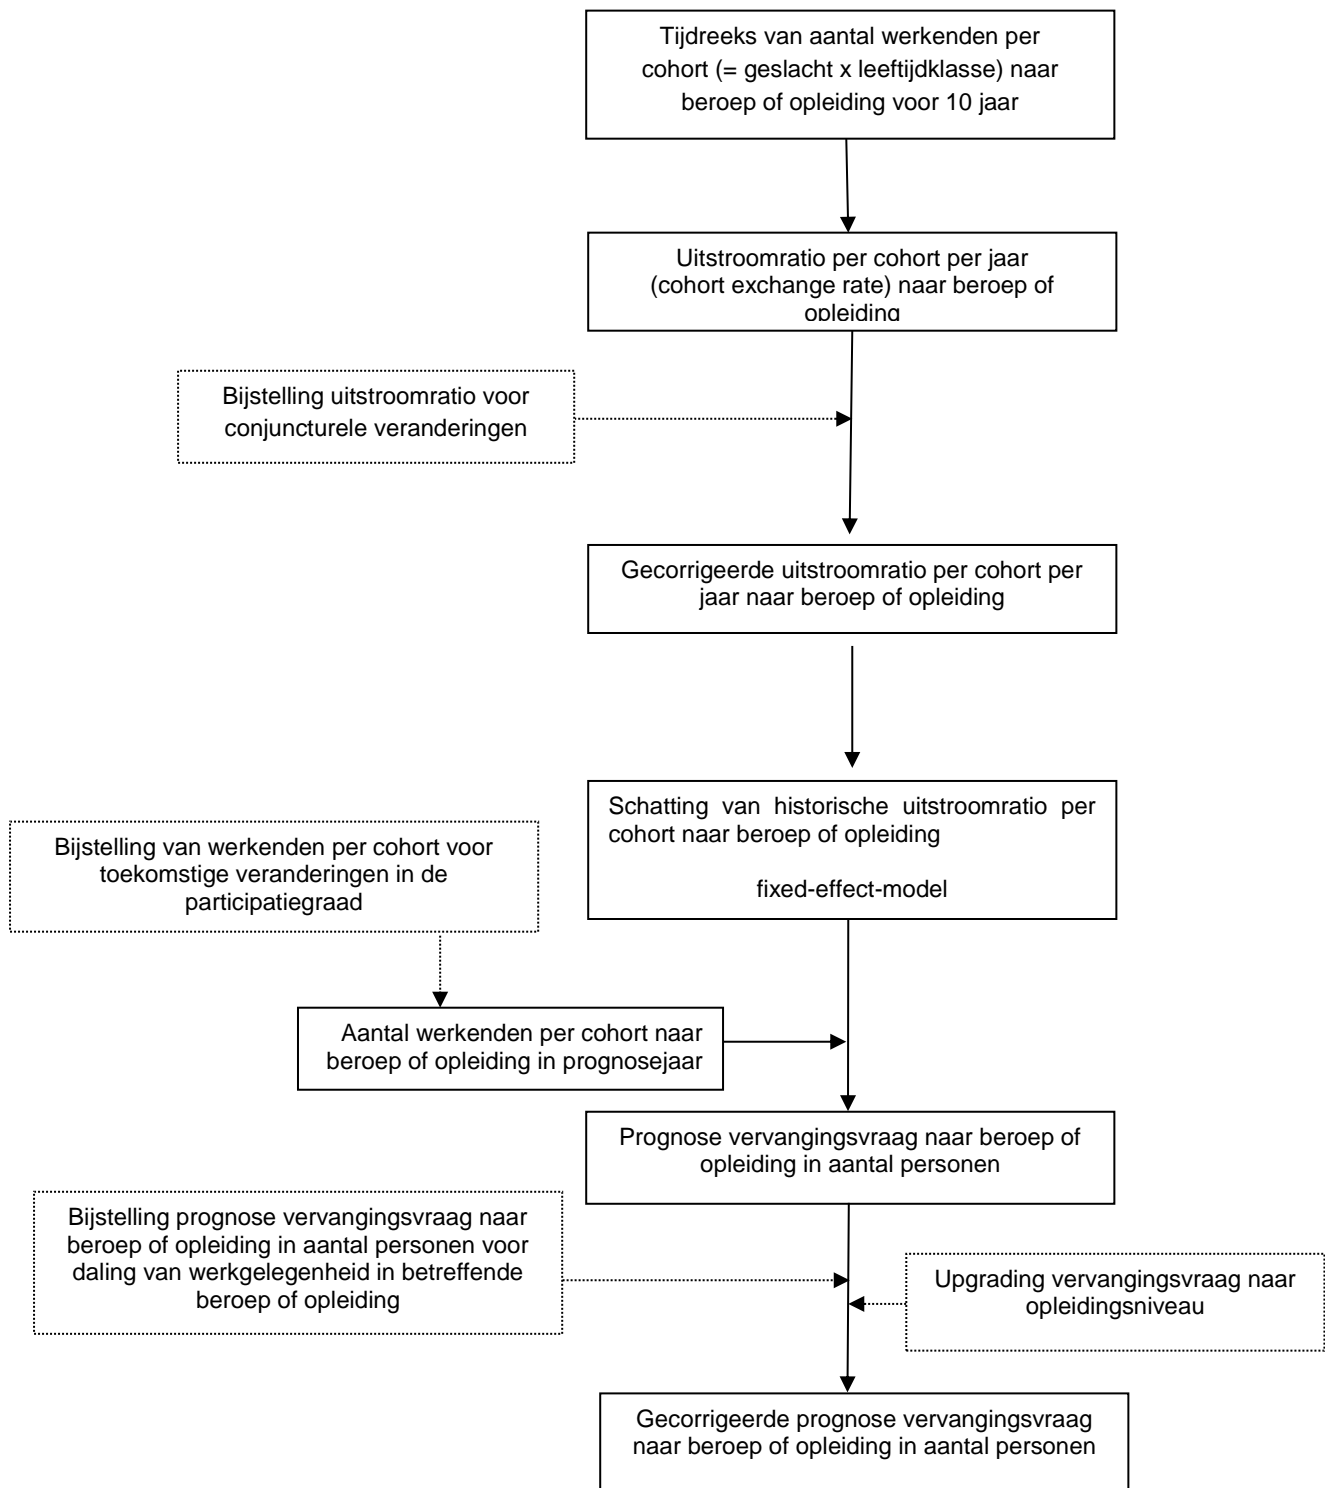 Tijdreeks van aantal werkenden per
cohort (= geslacht x leeftijdklasse) naar
beroep of opleiding voor 10 jaar
Uitstroomratio per cohort per jaar
(cohort exchange rate) naar beroep of
opleiding
Bijstelling uitstroomratio voor
conjuncturele veranderingen
Gecorrigeerde uitstroomratio per cohort per
jaar naar beroep of opleiding
Schatting van historische uitstroomratio per
cohort naar beroep of opleiding
fixed-effect-model
Bijstelling van werkenden per cohort voor
toekomstige veranderingen in de
participatiegraad
Aantal werkenden per cohort naar
beroep of opleiding in prognosejaar
Prognose vervangingsvraag naar beroep of
opleiding in aantal personen
Bijstelling prognose vervangingsvraag naar
beroep of opleiding in aantal personen voor
daling van werkgelegenheid in betreffende
beroep of opleiding
Upgrading vervangingsvraag naar
opleidingsniveau
Gecorrigeerde prognose vervangingsvraag
naar beroep of opleiding in aantal personen